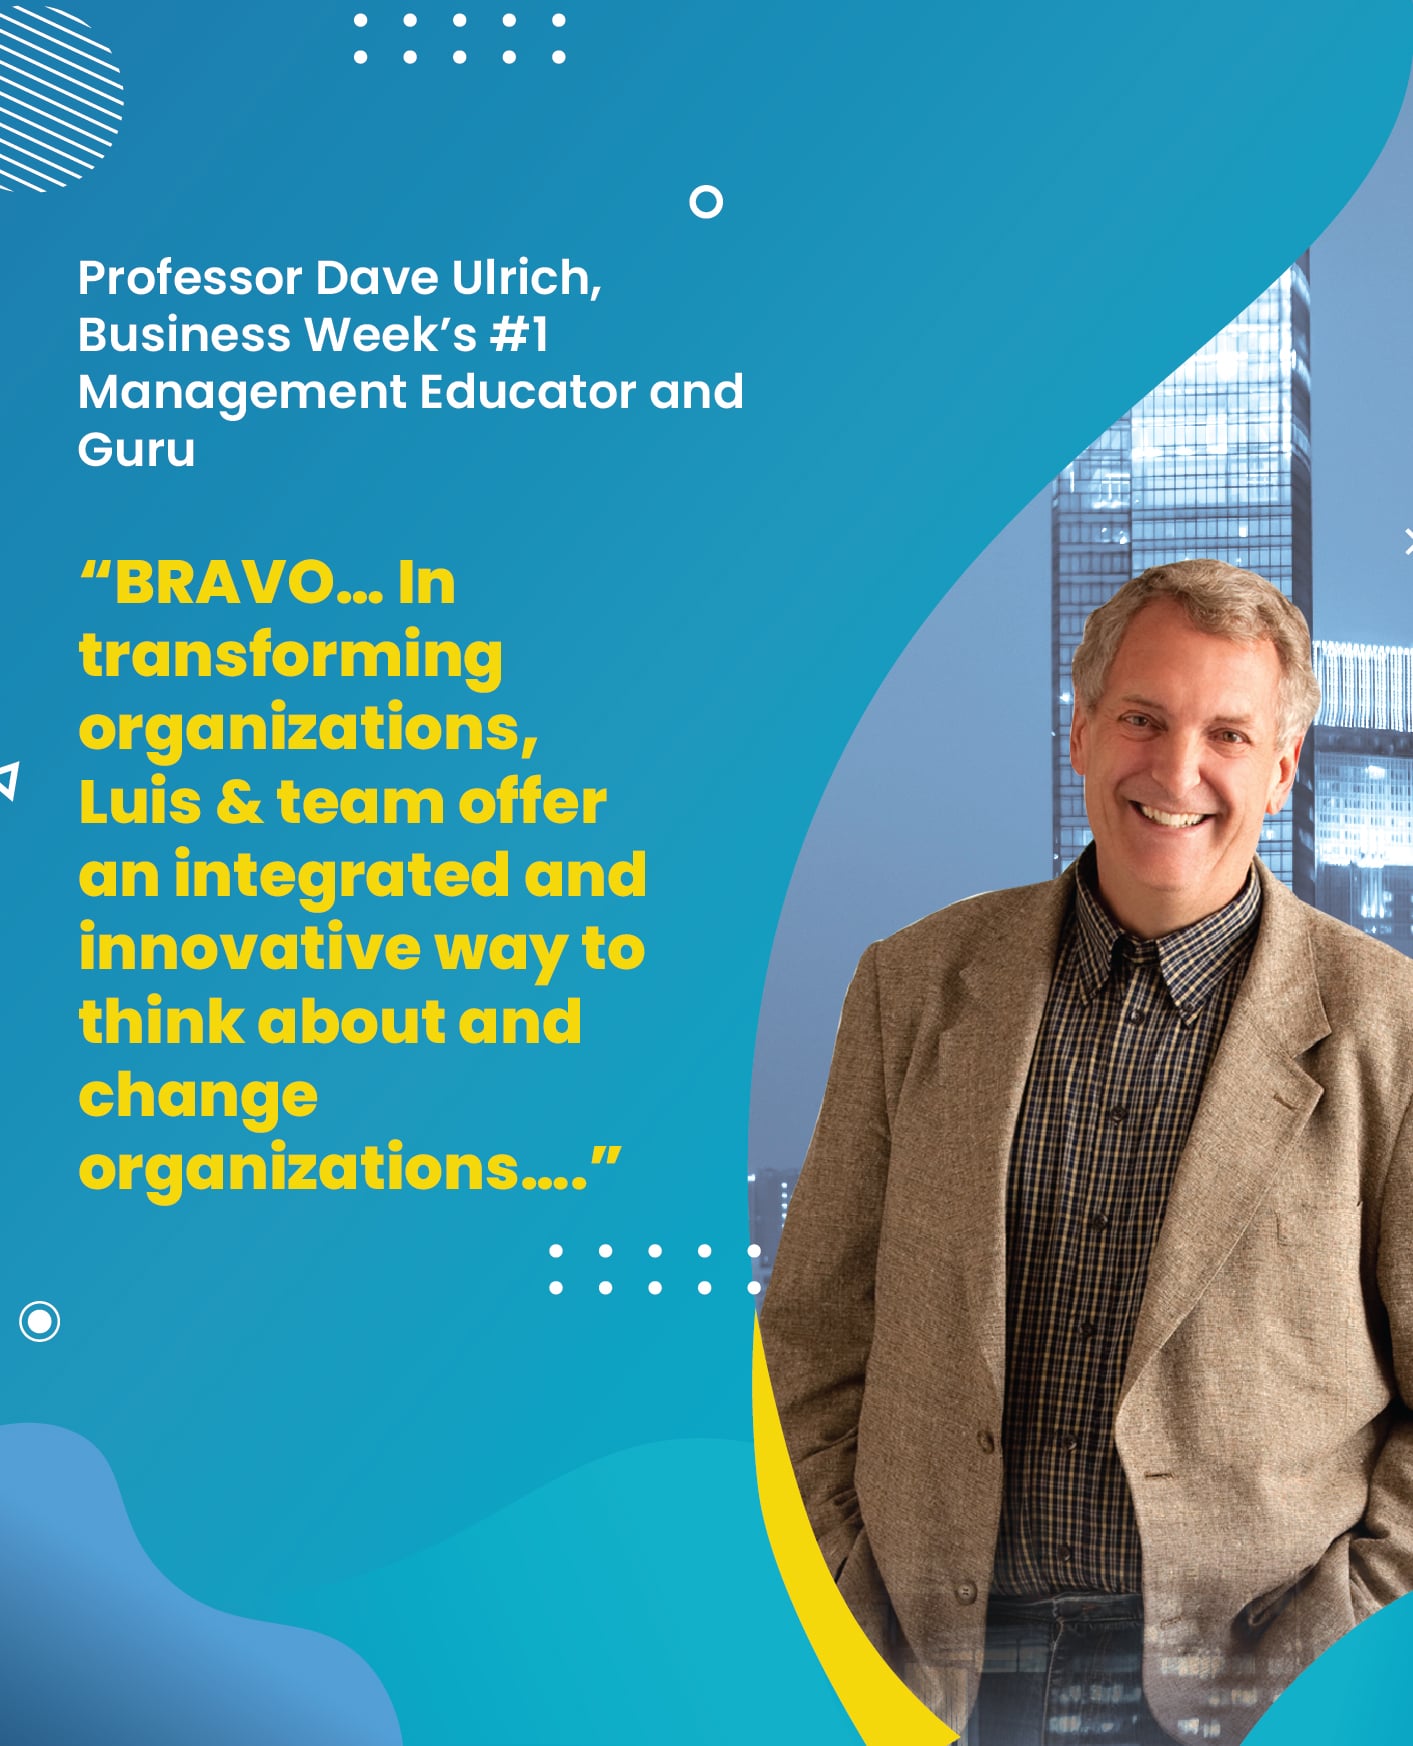 Professor Dave Ulrich,
Business Week’s #1
Management Educator and
Guru
“BRAVO... In
transforming
organizations,
Luis & team offer
an integrated and
innovative way to
think about and
change
organizations....”